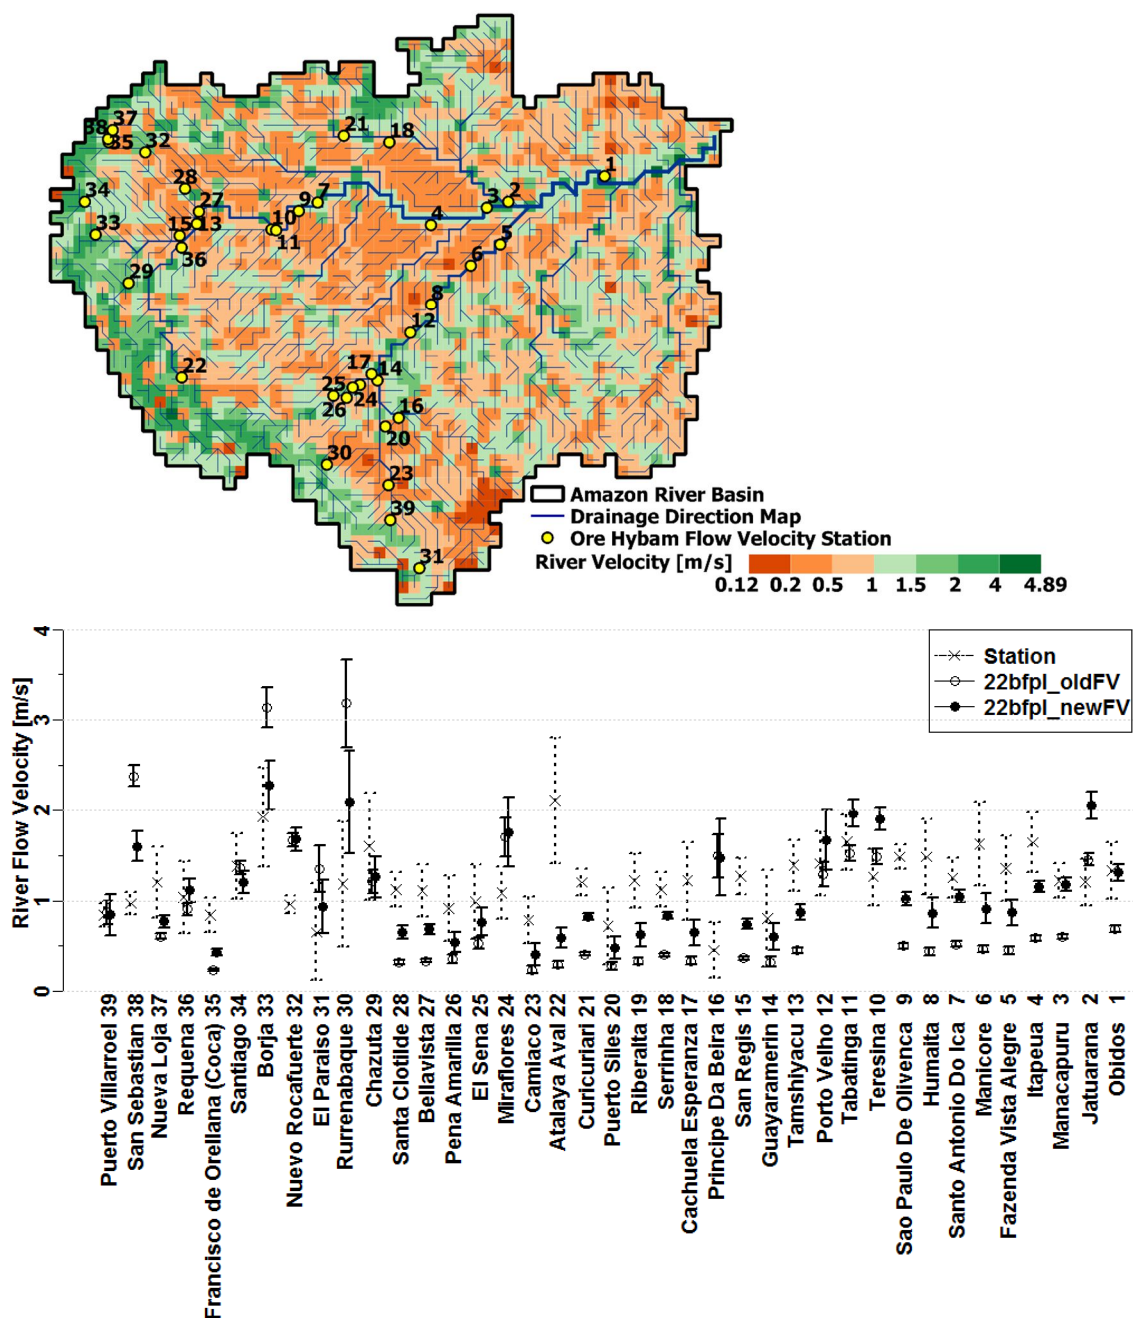 37
38
35
32
21
18
1
28
34
27
7
9
3
2
15
13
10
4
33
11
5
36
6
29
8
12
22
17
14
25
24
26
16
20
30
23
39
31
Amazon River Basin
Drainage Direction Map
Ore Hybam Flow Velocity Station
River Velocity [m/s]
0.12 0.2 0.5 1 1.5 2 4 4.89
River Flow Velocity [m/s]
4
3
2
1
0
Station
22bfpl_oldFV
22bfpl_newFV
Puerto Villarroel 39
San Sebastian 38
Nueva Loja 37
Requena 36
Francisco de Orellana (Coca) 35
Santiago 34
Borja 33
Nuevo Rocafuerte 32
El Paraiso 31
Rurrenabaque 30
Chazuta 29
Santa Clotilde 28
Bellavista 27
Pena Amarilla 26
El Sena 25
Miraflores 24
Camiaco 23
Atalaya Aval 22
Curicuriari 21
Puerto Siles 20
Riberalta 19
Serrinha 18
Cachuela Esperanza 17
Principe Da Beira 16
San Regis 15
Guayaramerin 14
Tamshiyacu 13
Porto Velho 12
Tabatinga 11
Teresina 10
Sao Paulo De Olivenca 9
Humaita 8
Santo Antonio Do Ica 7
Manicore 6
Fazenda Vista Alegre 5
Itapeua 4
Manacapuru 3
Jatuarana 2
Obidos 1